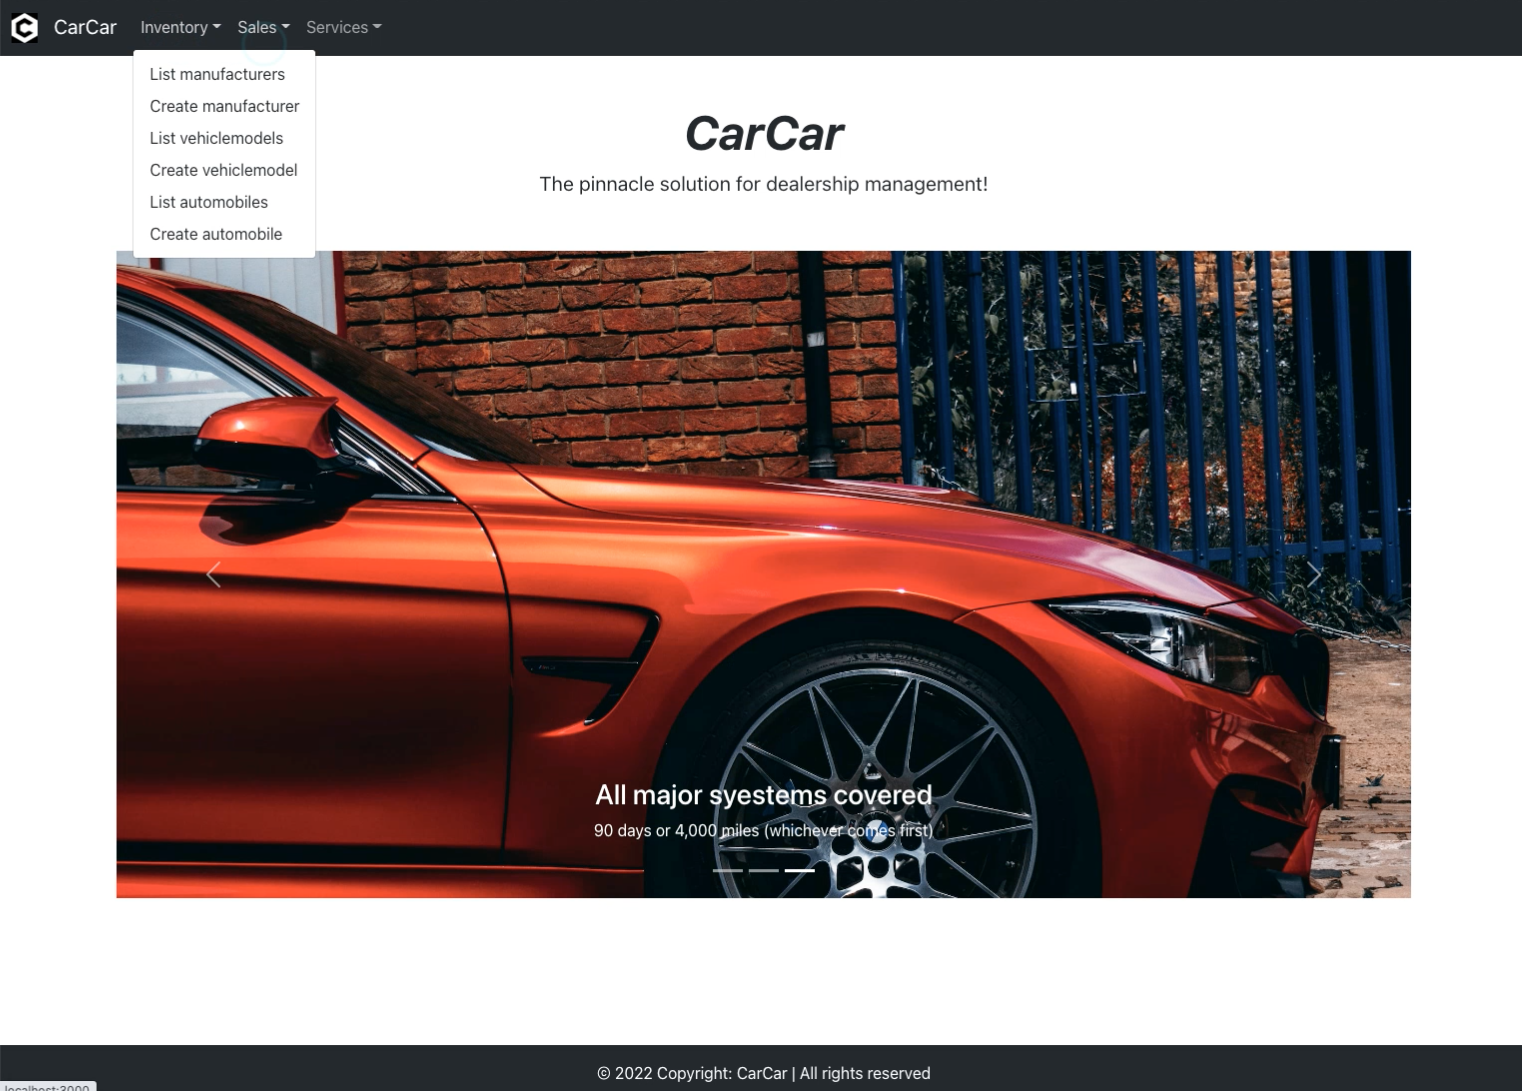 CarCar
Inventory
Sales
Services
List manufacturers
Create manufacturer
List vehiclemodels
Create vehiclemodel
List automobiles
Create automobile
CarCar
The pinnacle solution for dealership management!
All major syestems covered
90 days or 4,000 miles (whichever comes first)
© 2022 Copyright: CarCar | All rights reserved
localhost:3000